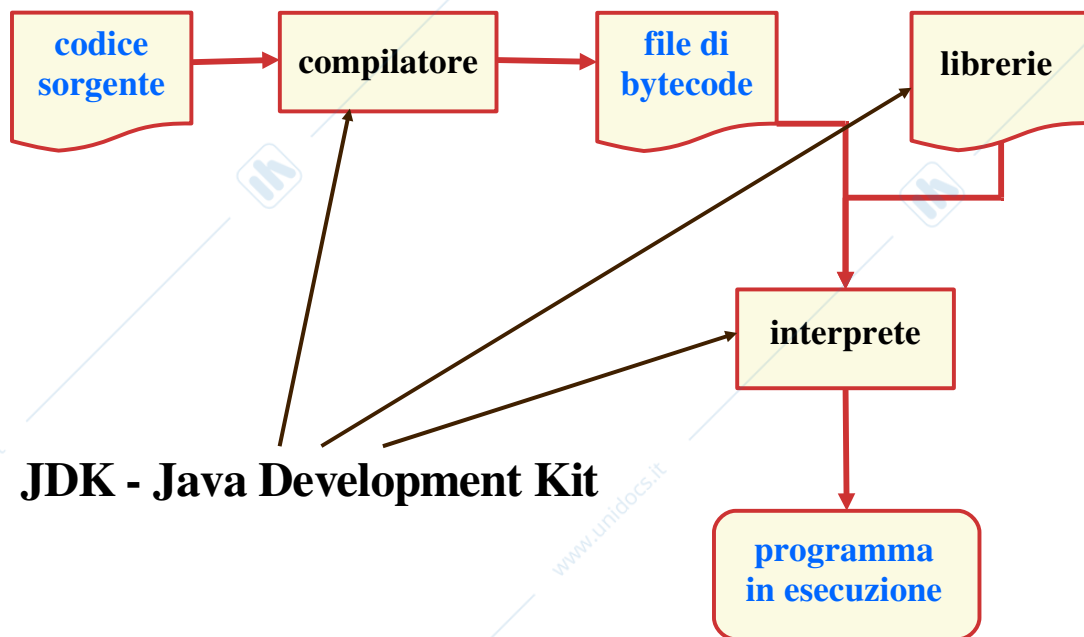 codice
sorgente
compilatore
file di
bytecode
librerie
interprete
JDK - Java Development Kit
www.unidocs.it
programma
in esecuzione